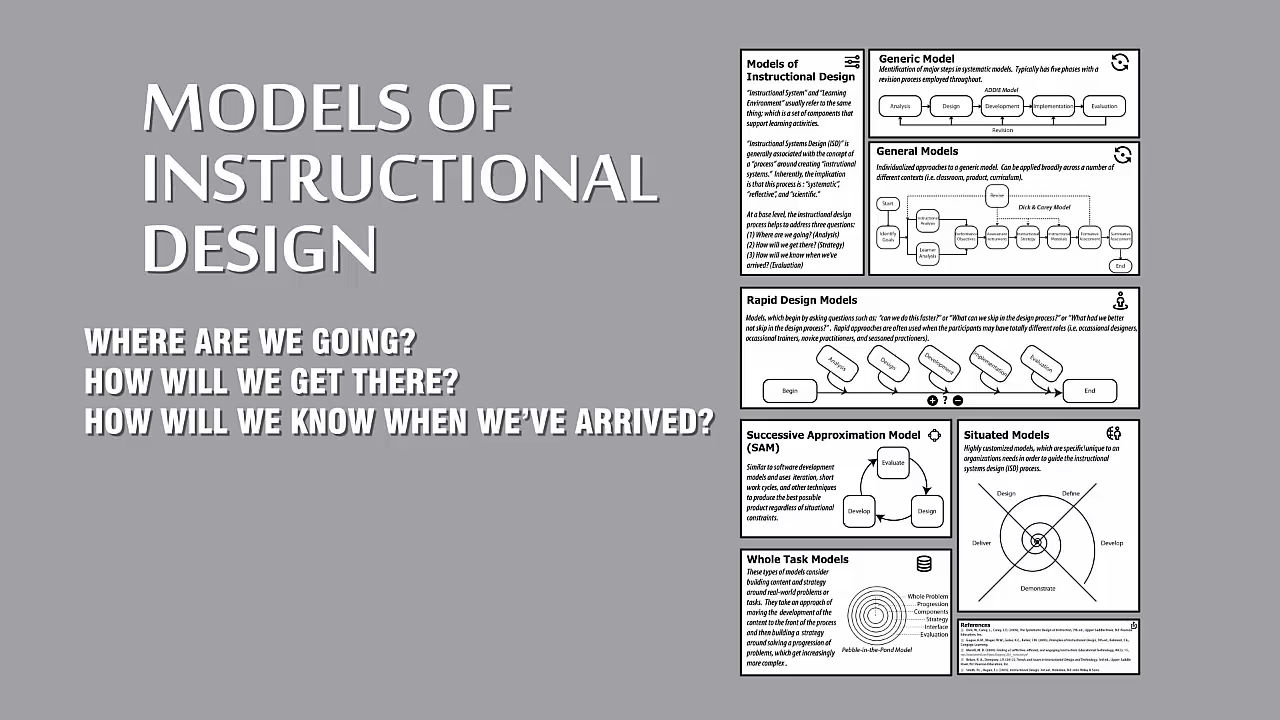 MODELS OF
INSTRUCTIONAL
DESIGN
WHERE ARE WE GOING?
HOW WILL WE GET THERE?
HOW WILL WE KNOW WHEN WE'VE ARRIVED?
Models of
Instructional Design
"Instructional System" and "Learning
Environment" usually refer to the same
thing; which is a set of components that
support learning activities.
"Instructional Systems Design (ISD)" is
generally associated with the concept of
a "process" around creating "instrutional
systems." Inherently, the implication
is that this process is : "systematic",
"reflective", and "scientific."
At a base level, the instructional design
process helps to address three questions:
(1) Where are we going? (Analysis)
(2) How will we get there? (Strategy)
(3) How will we know when we've
arrived? (Evaluation)
Generic Model
Identification of major steps in systematic models. Typically has five phases with a
revision process employed throughout.
ADDIE Model
Analysis
Design
Development
Implementation
Evaluation
Revision
General Models
Individualized approaches to a generic model. Can be applied broadly across a number of
different contexts (i.e. classroom, product, curriculum).
Revise
Dick & Carey Model
Start
Identify
Goals
Instructional
Analysis
Learner
Analysis
Performance
Objectives
Assessment
Instrument
Instructional
Strategy
Instructional
Materials
Formative
Assessment
Summative
Assessment
End
Rapid Design Models
Models, which begin by asking questions such as: "can we do this faster?" or "What can we skip in the design process?" or "What had we better
not skip in the design process?" . Rapid approaches are often used when the participants may have totally different roles (i.e. occassional designers,
occassional trainers, novice practitioners, and seasoned practioners).
Analysis
Design
Development
Implementation
Evaluation
Begin
End
+ ? −
Successive Approximation Model
(SAM)
Similar to software development
models and uses iteration, short
work cycles, and other techniques
to produce the best possible
product regardless of situational
constraints.
Evaluate
Develop
Design
Situated Models
Highly customized models, which are specific\unique to an
organizations needs in order to guide the instructional
systems design (ISD) process.
Design
Define
Deliver
Develop
Demonstrate
Whole Task Models
These types of models consider
building content and strategy
around real-world problems or
tasks. They take an approach of
moving the development of the
content to the front of the process
and then building a strategy
around solving a progression of
problems, which get increasingly
more complex .
Whole Problem
Progression
Components
Strategy
Interface
Evaluation
Pebble-in-the-Pond Model
References